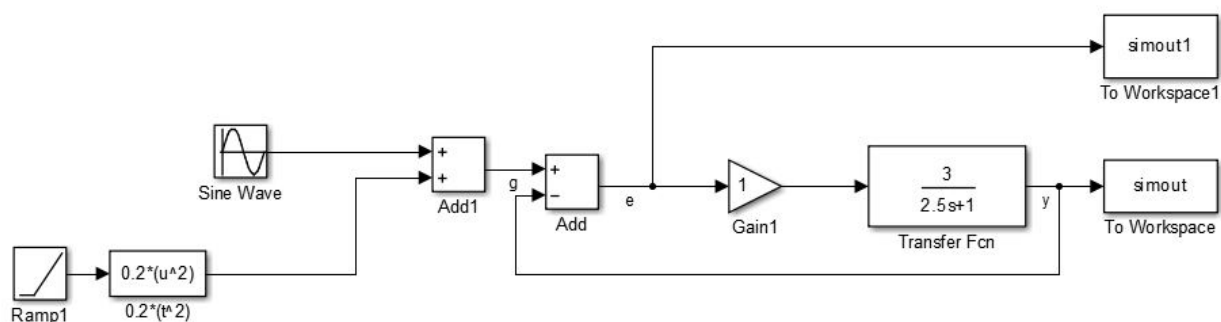 simout1
To Workspace1
Sine Wave
+
+
Add1
g
+
−
Add
e
1
Gain1
3
2.5s+1
Transfer Fcn
y
simout
To Workspace
Ramp1
0.2*(u^2)
0.2*(t^2)